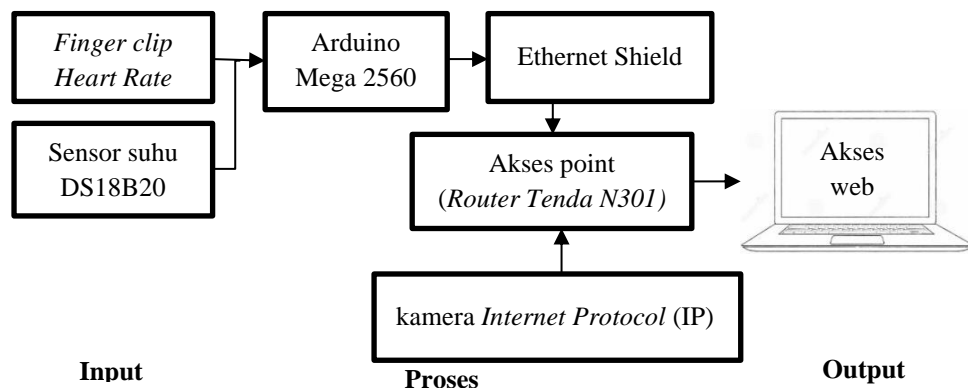 Finger clip
Heart Rate
Arduino
Mega 2560
Ethernet Shield
Sensor suhu
DS18B20
Akses point
(Router Tenda N301)
Akses
web
kamera Internet Protocol (IP)
Input
Proses
Output